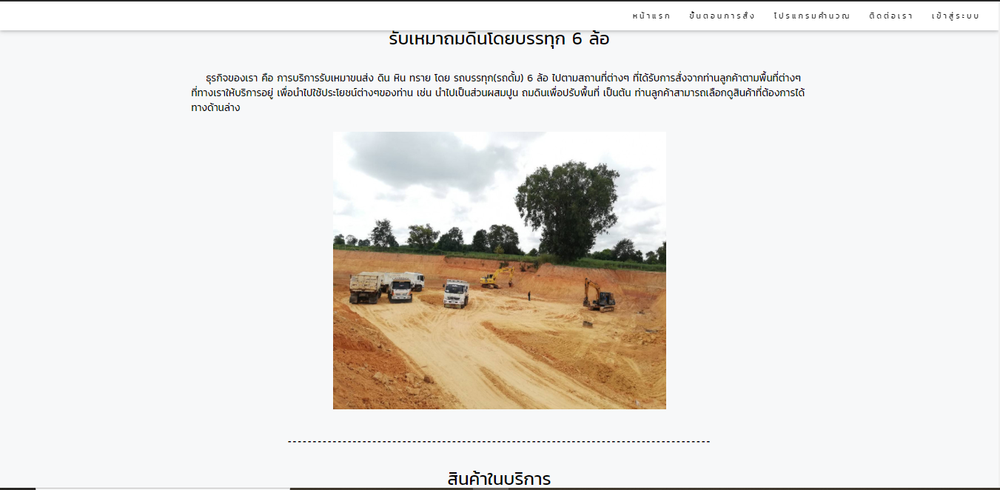 หน้าแรก ขั้นตอนการสั่ง โปรแกรมคำนวณ ติดต่อเรา เข้าสู่ระบบ
รับเหมาถมดินโดยบรรทุก 6 ล้อ
ธุรกิจของเรา คือ การบริการรับเหมาขนส่ง ดิน หิน ทราย โดย รถบรรทุก(รถดั้ม) 6 ล้อ ไปตามสถานที่ต่างๆ ที่ได้รับการสั่งจากท่านลูกค้าตามพื้นที่ต่างๆ
ที่ทางเราให้บริการอยู่ เพื่อนำไปใช้ประโยชน์ต่างๆของท่าน เช่น นำไปเป็นส่วนผสมปูน ถมดินเพื่อปรับพื้นที่ เป็นต้น ท่านลูกค้าสามารถเลือกดูสินค้าที่ต้องการได้
ทางด้านล่าง
สินค้าในบริการ